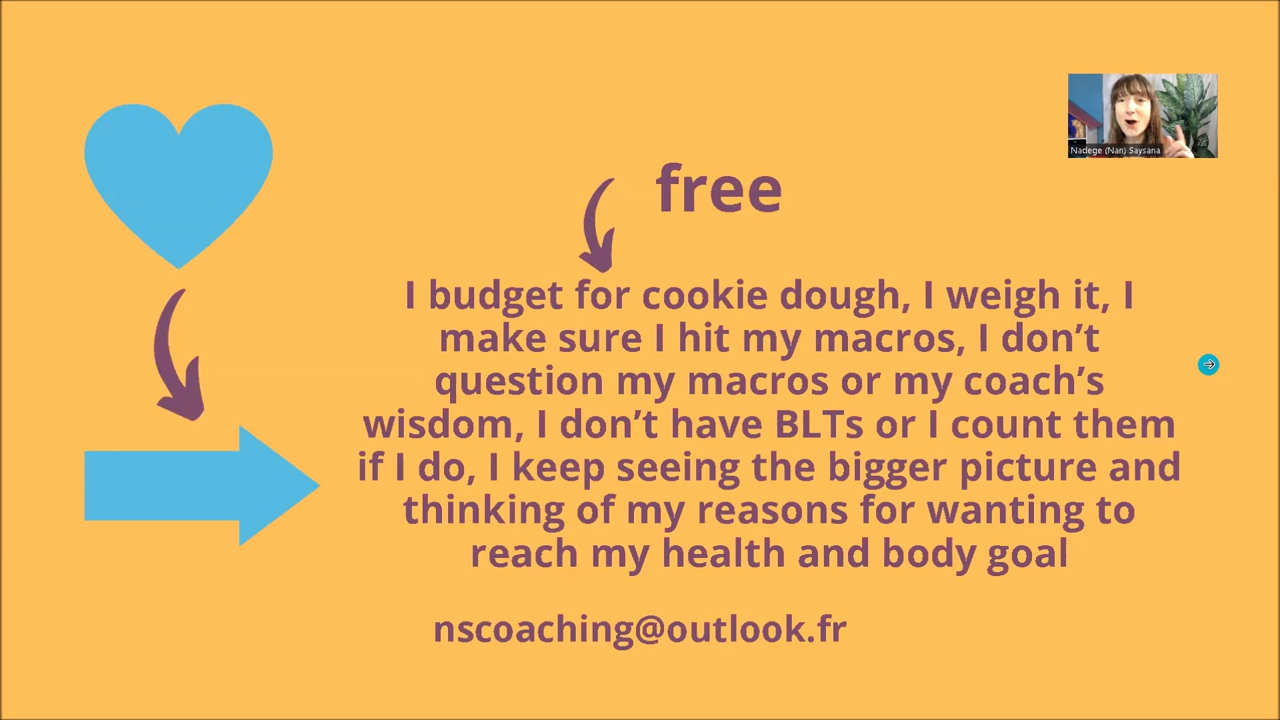 Nadege (Nan) Saysana
free
I budget for cookie dough, I weigh it, I
make sure I hit my macros, I don’t
question my macros or my coach’s
wisdom, I don’t have BLTs or I count them
if I do, I keep seeing the bigger picture and
thinking of my reasons for wanting to
reach my health and body goal
nscoaching@outlook.fr